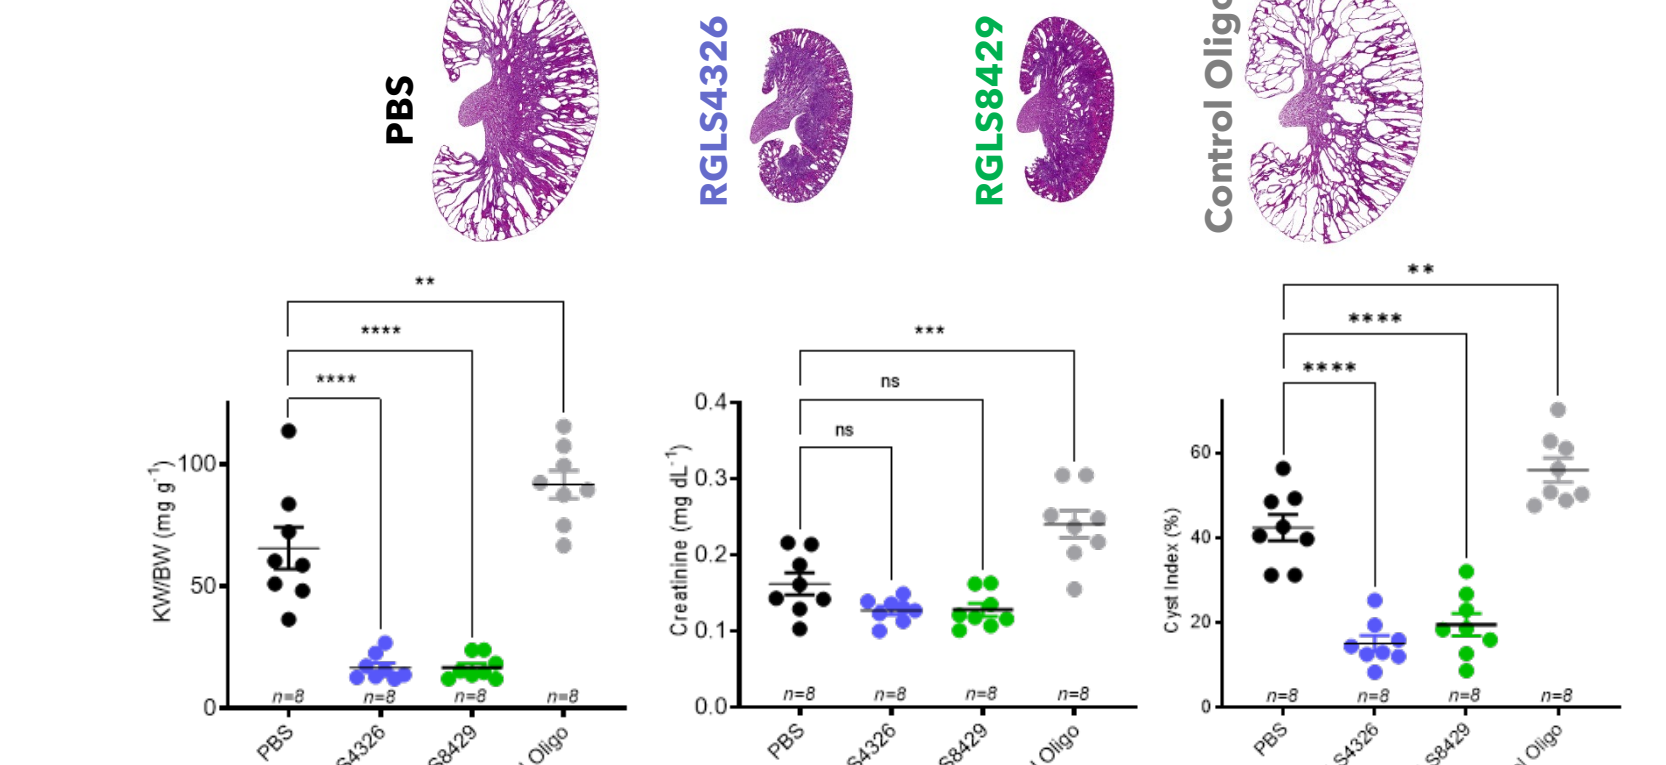 PBS
RGLS4326
RGLS8429
Control Oligo
**
****
****
KW/BW (mg g-1)
100
50
0
n=8
n=8
n=8
n=8
PBS
S4326
S8429
Oligo
***
ns
ns
Creatinine (mg dL-1)
0.4
0.3
0.2
0.1
0.0
n=8
n=8
n=8
n=8
PBS
S4326
S8429
Oligo
**
****
****
Cyst Index (%)
60
40
20
0
n=8
n=8
n=8
n=8
PBS
S4326
S8429
Oligo